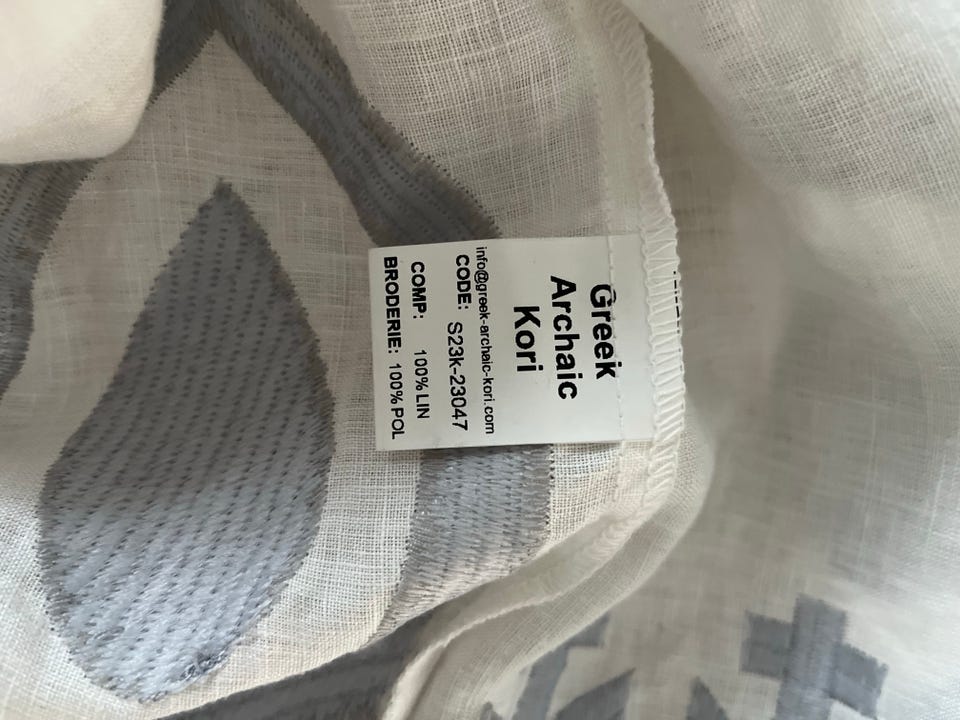 Greek
Archaic
Kori
info@greek-archaic-kori.com
CODE: S23k-23047
COMP: 100% LIN
BRODERIE: 100% POL